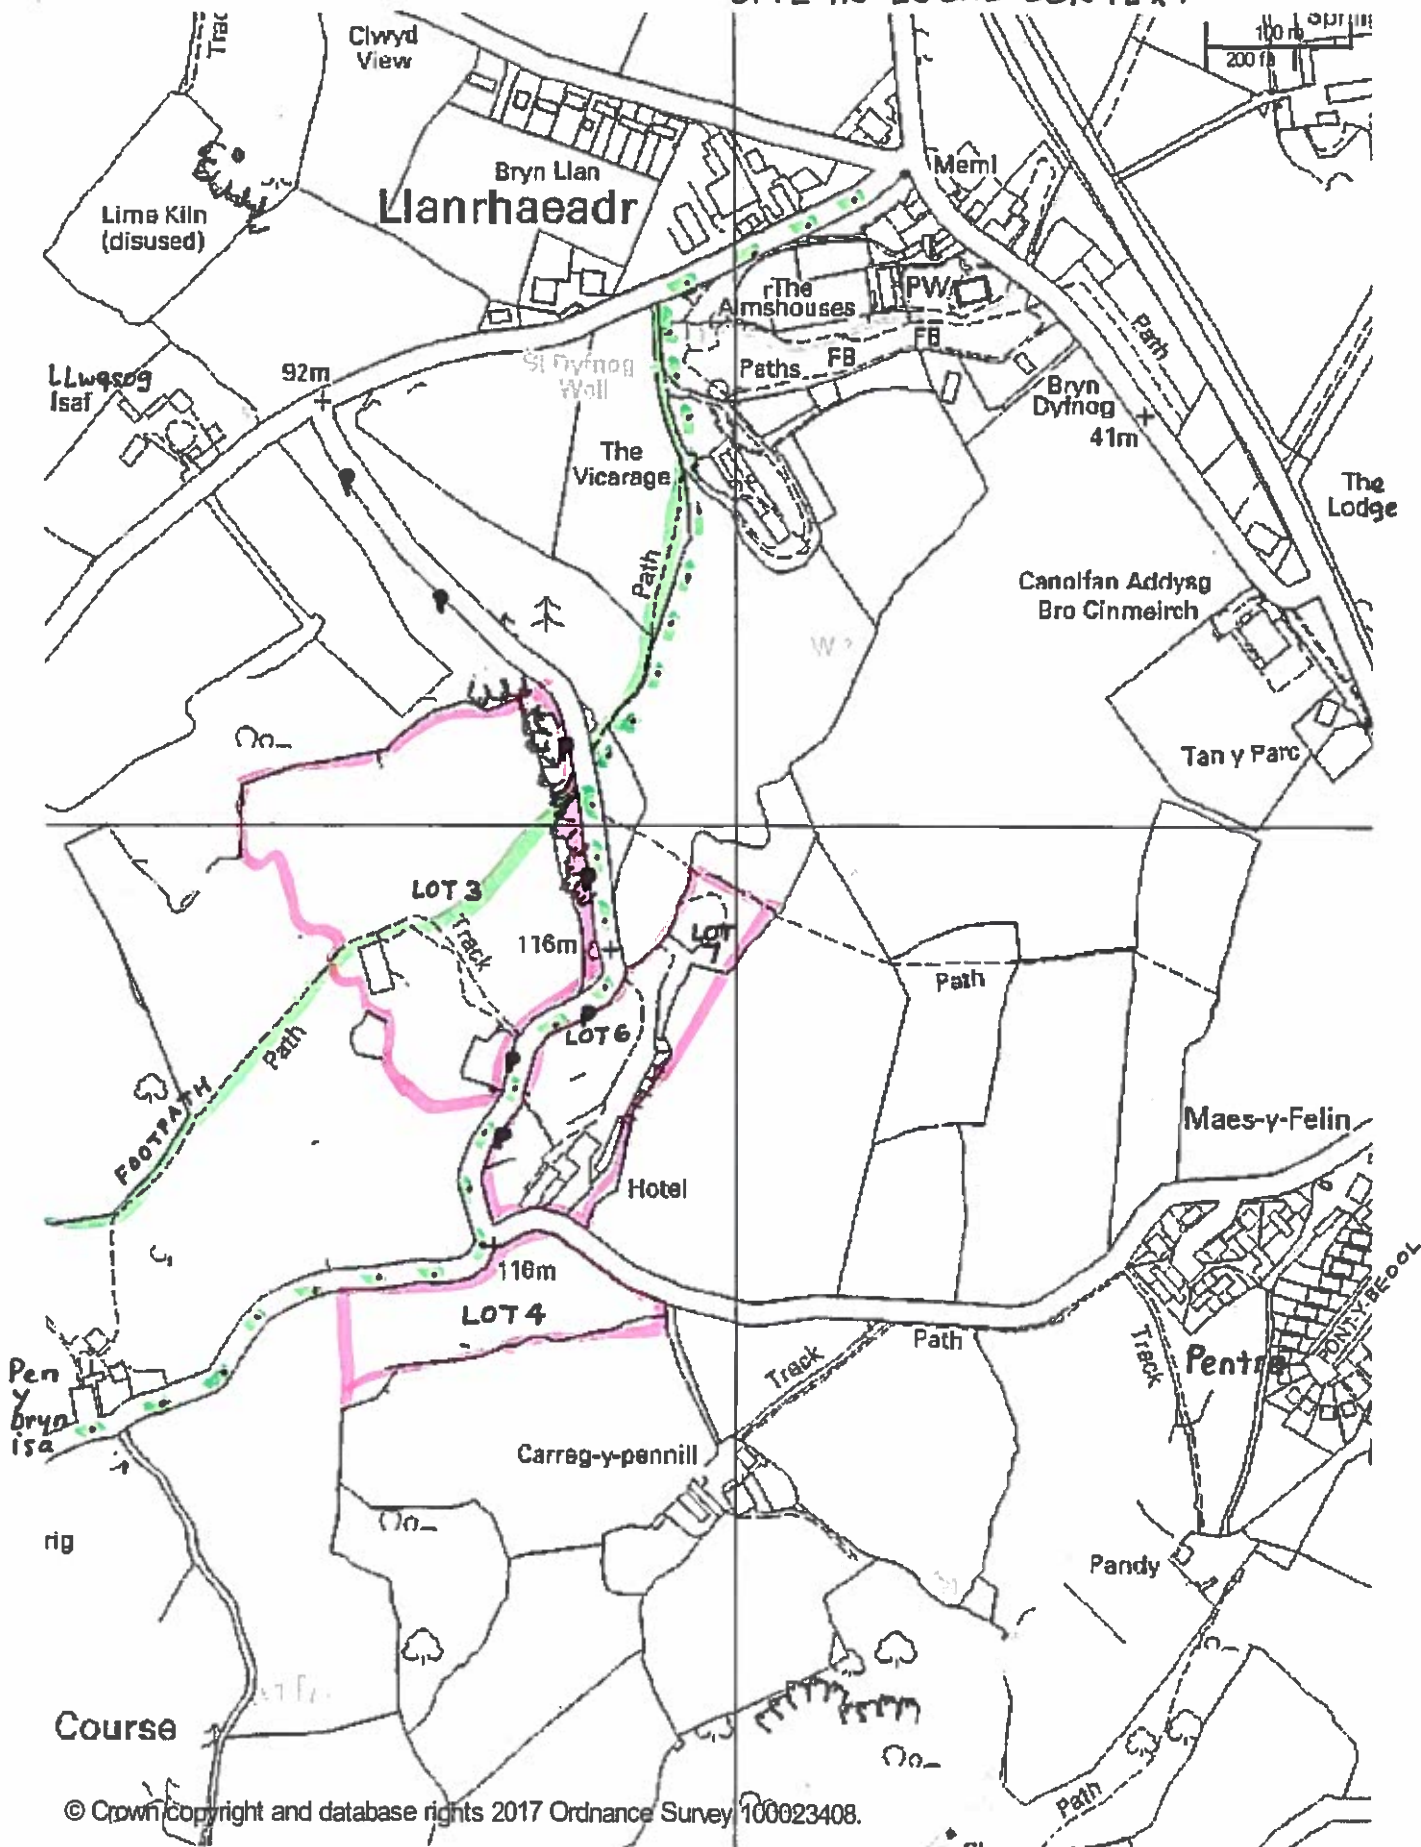 Clwyd
View
100 m
200 f
Bryn Llan
Llanrhaeadr
Meml
Lime Kiln
(disused)
The
Almshouses
PW
FB
FB
Paths
Path
St Dyfnog
Well
92m
LLwgsog
Isaf
Bryn
Dyfnog
41m
The
Vicarage
The
Lodge
Path
Canolfan Addysg
Bro Cinmeirch
Tan y Parc
LOT 3
Track
116m
LOT
7
Path
LOT 6
Path
FOOTPATH
Maes-y-Felin
Hotel
116m
LOT 4
Path
Track
Track
Pentre
PONT-Y-BEDOL
Pen
y
bryn
isa
Carreg-y-pennill
rig
Pandy
Course
Path
© Crown copyright and database rights 2017 Ordnance Survey 100023408.